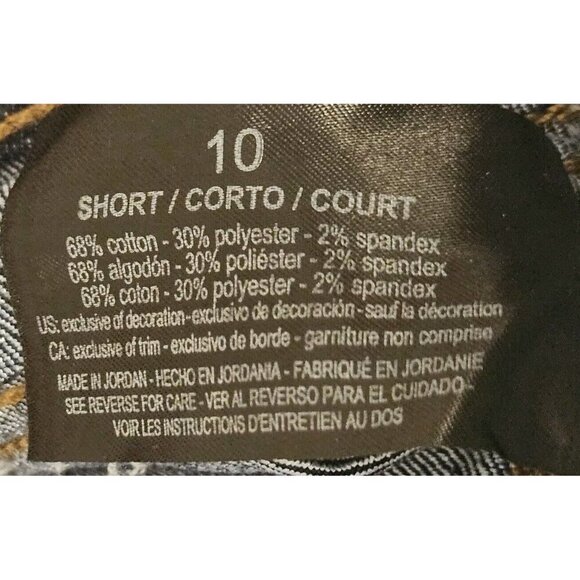 10
SHORT / CORTO / COURT
68% cotton - 30% polyester - 2% spandex
68% algodón - 30% poliéster - 2% spandex
68% coton - 30% polyester - 2% spandex
US: exclusive of decoration - exclusivo de decoración - sauf la décoration
CA: exclusive of trim - exclusivo de borde - garniture non comprise
MADE IN JORDAN - HECHO EN JORDANIA - FABRIQUÉ EN JORDANIE
SEE REVERSE FOR CARE - VER AL REVERSO PARA EL CUIDADO -
VOIR LES INSTRUCTIONS D'ENTRETIEN AU DOS